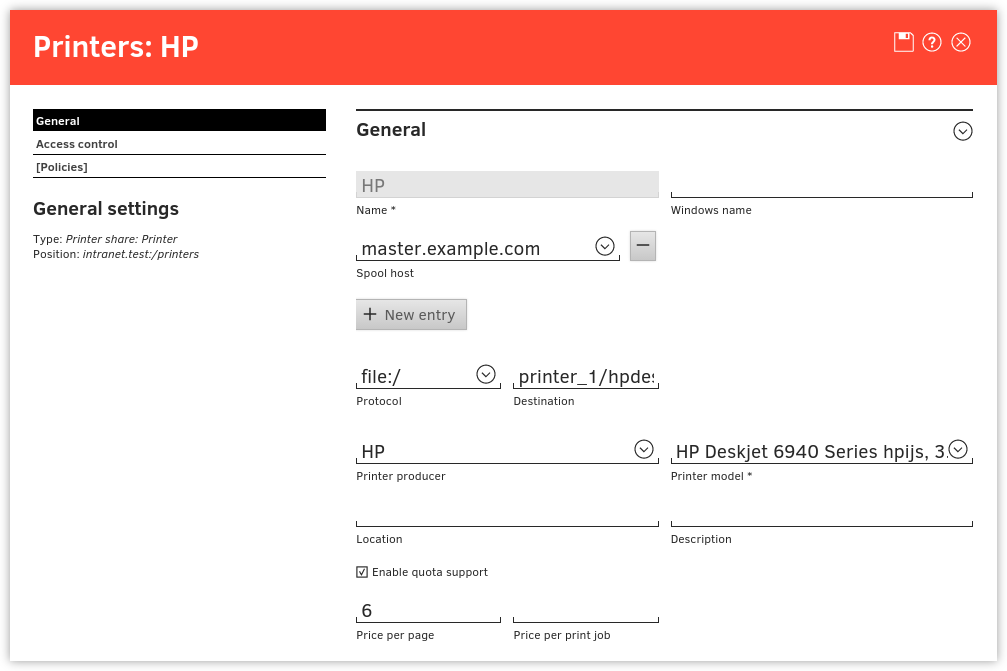 Printers: HP
General
Access control
[Policies]
General settings
Type: Printer share: Printer
Position: intranet.test:/printers
General
HP
Name *
Windows name
master.example.com
Spool host
New entry
file:/
Protocol
printer_1/hpdes
Destination
HP
Printer producer
HP Deskjet 6940 Series hpijs, 3.
Printer model *
Location
Description
Enable quota support
6
Price per page
Price per print job